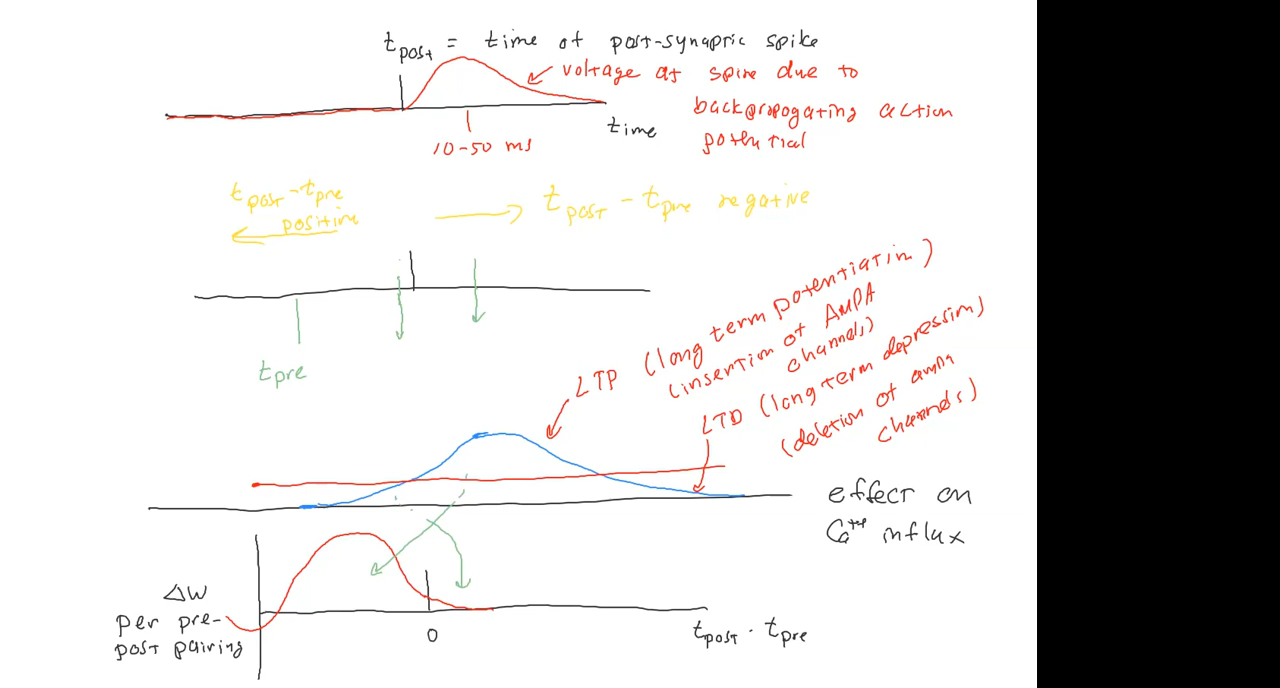 tpost = time of post-synaptic spike
voltage at spine due to
backpropogating action
potential
time
10-50 ms
tpost - tpre
positive
tpost - tpre negative
tpre
LTP (long term potentiatin)
(insertion of AMPA
channels)
LTD (long term depressim)
(deletion of ampa
channels)
effect on
Ca++ influx
ΔW
per pre-
post pairing
0
tpost - tpre